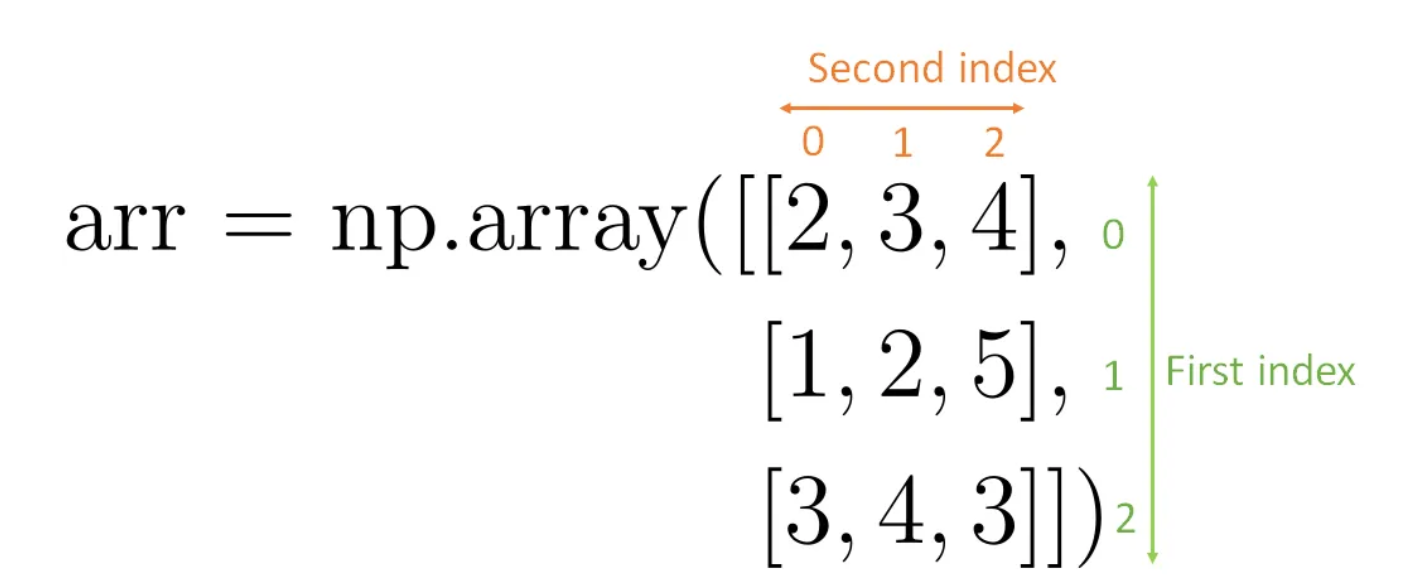 Second index
0 1 2
arr = np.array([[2, 3, 4], 0
[1, 2, 5], 1 First index
[3, 4, 3]]) 2